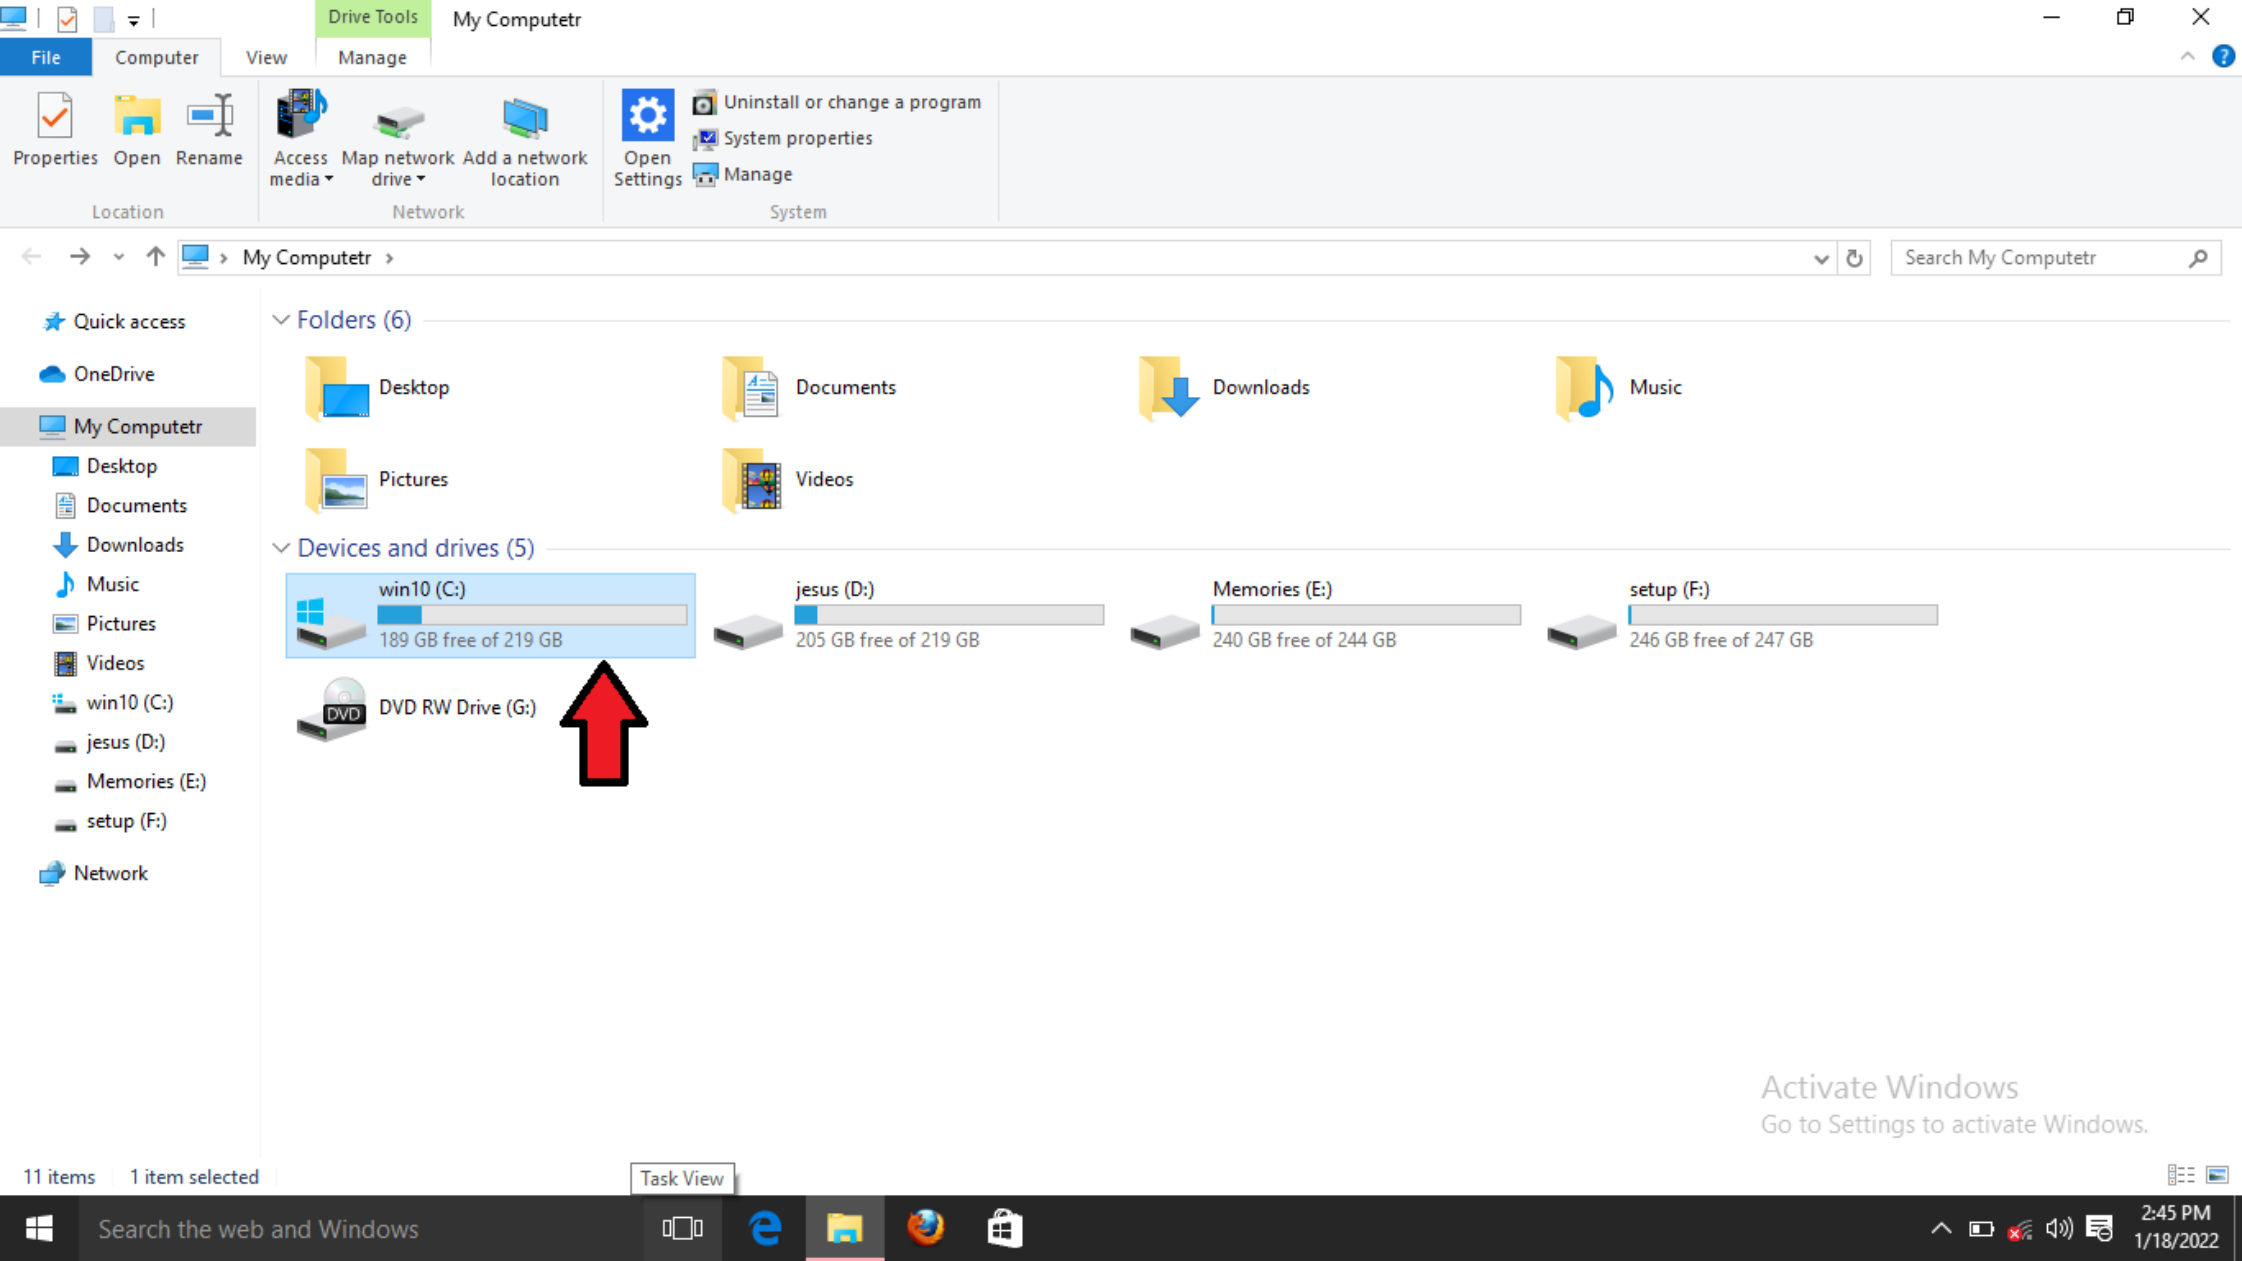 Drive Tools
My Computetr
File
Computer
View
Manage
Properties
Open
Rename
Access
media
Map network
drive
Add a network
location
Open
Settings
Uninstall or change a program
System properties
Manage
Location
Network
System
My Computetr
Search My Computetr
Quick access
OneDrive
My Computetr
Desktop
Documents
Downloads
Music
Pictures
Videos
win10 (C:)
jesus (D:)
Memories (E:)
setup (F:)
Network
Folders (6)
Desktop
Documents
Downloads
Music
Pictures
Videos
Devices and drives (5)
win10 (C:)
189 GB free of 219 GB
jesus (D:)
205 GB free of 219 GB
Memories (E:)
240 GB free of 244 GB
setup (F:)
246 GB free of 247 GB
DVD
DVD RW Drive (G:)
Activate Windows
Go to Settings to activate Windows.
11 items
1 item selected
Task View
Search the web and Windows
2:45 PM
1/18/2022